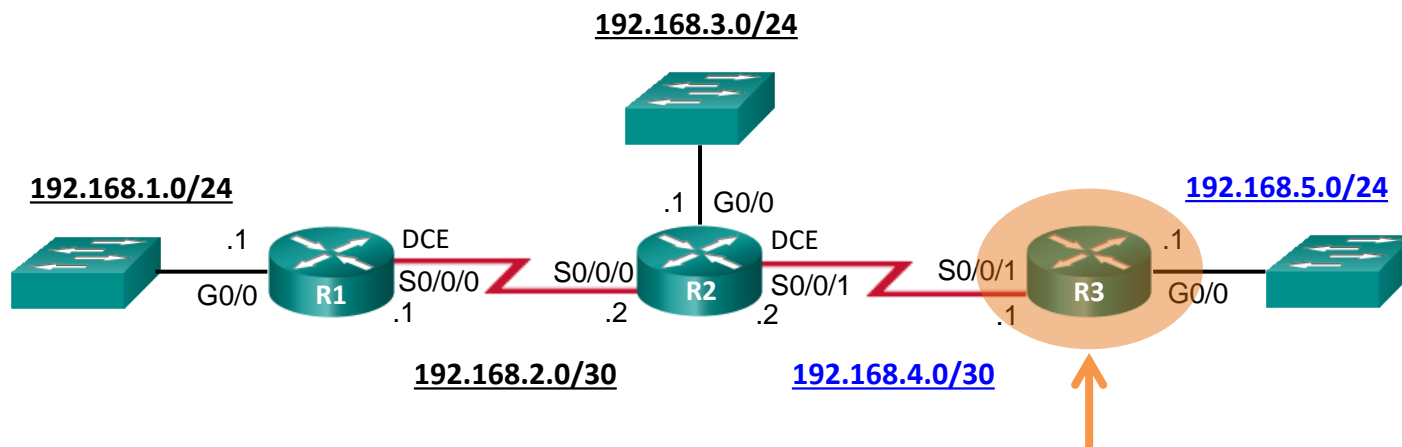 192.168.3.0/24
192.168.1.0/24
192.168.5.0/24
.1 G0/0
.1 DCE DCE .1
R1 R2 R3
G0/0 S0/0/0 S0/0/0 S0/0/1 S0/0/1 G0/0
.1 .2 .2 .1
192.168.2.0/30
192.168.4.0/30